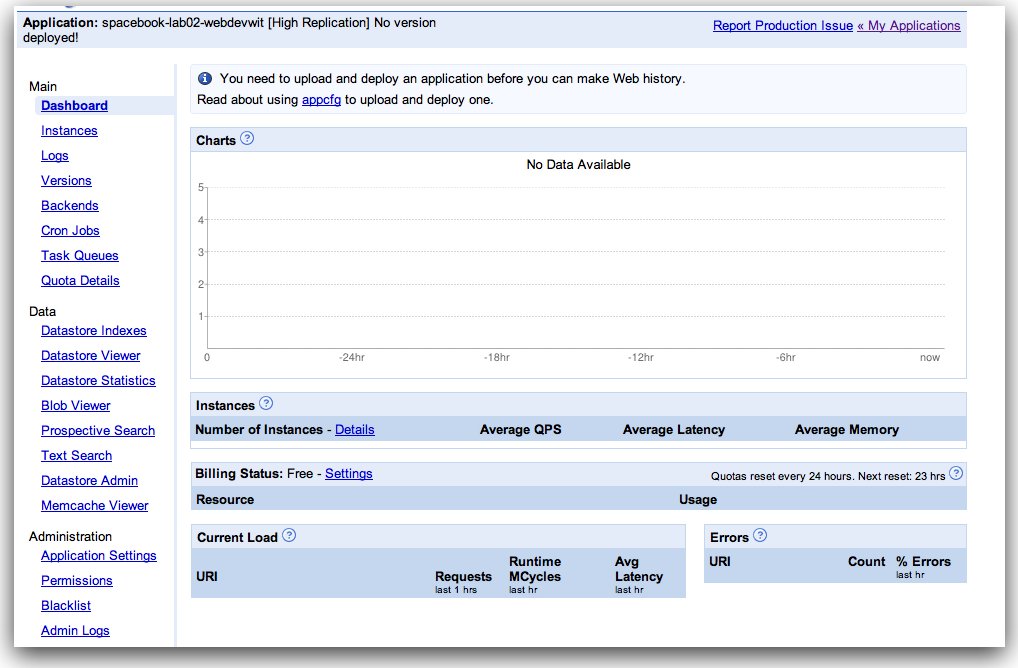 Application: spacebook-lab02-webdevwit [High Replication] No version
deployed!
Report Production Issue « My Applications
Main
Dashboard
Instances
Logs
Versions
Backends
Cron Jobs
Task Queues
Quota Details
Data
Datastore Indexes
Datastore Viewer
Datastore Statistics
Blob Viewer
Prospective Search
Text Search
Datastore Admin
Memcache Viewer
Administration
Application Settings
Permissions
Blacklist
Admin Logs
i You need to upload and deploy an application before you can make Web history.
Read about using appcfg to upload and deploy one.
Charts ?
No Data Available
5
4
3
2
1
0 -24hr -18hr -12hr -6hr now
Instances ?
Number of Instances - Details Average QPS Average Latency Average Memory
Billing Status: Free - Settings Quotas reset every 24 hours. Next reset: 23 hrs ?
Resource Usage
Current Load ?
URI Requests last 1 hrs Runtime MCycles last hr Avg Latency last hr
Errors ?
URI Count % Errors last hr